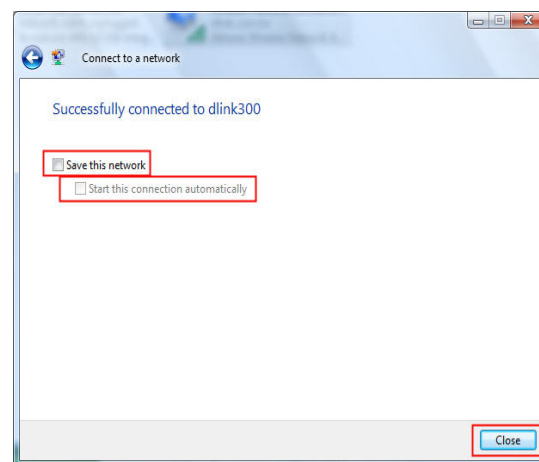 Connect to a network
Successfully connected to dlink300
Save this network
Start this connection automatically
Close